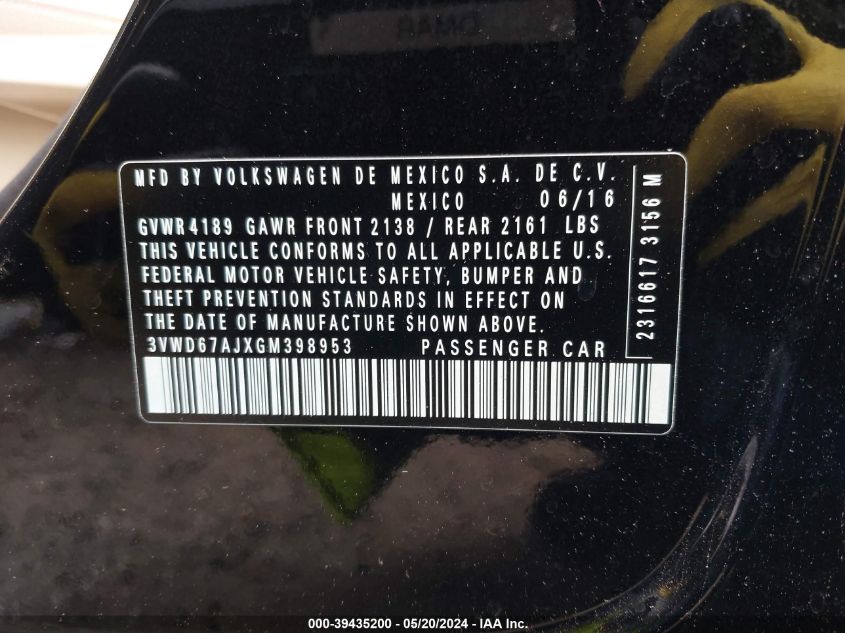 MFD BY VOLKSWAGEN DE MEXICO S.A. DE C.V.
MEXICO 06/16
GVWR 4189 GAWR FRONT 2138 / REAR 2161 LBS
THIS VEHICLE CONFORMS TO ALL APPLICABLE U.S.
FEDERAL MOTOR VEHICLE SAFETY, BUMPER AND
THEFT PREVENTION STANDARDS IN EFFECT ON
THE DATE OF MANUFACTURE SHOWN ABOVE.
3VWD67AJXGM398953 PASSENGER CAR
2316617 3156 M
000-39435200 - 05/20/2024 - IAA Inc.